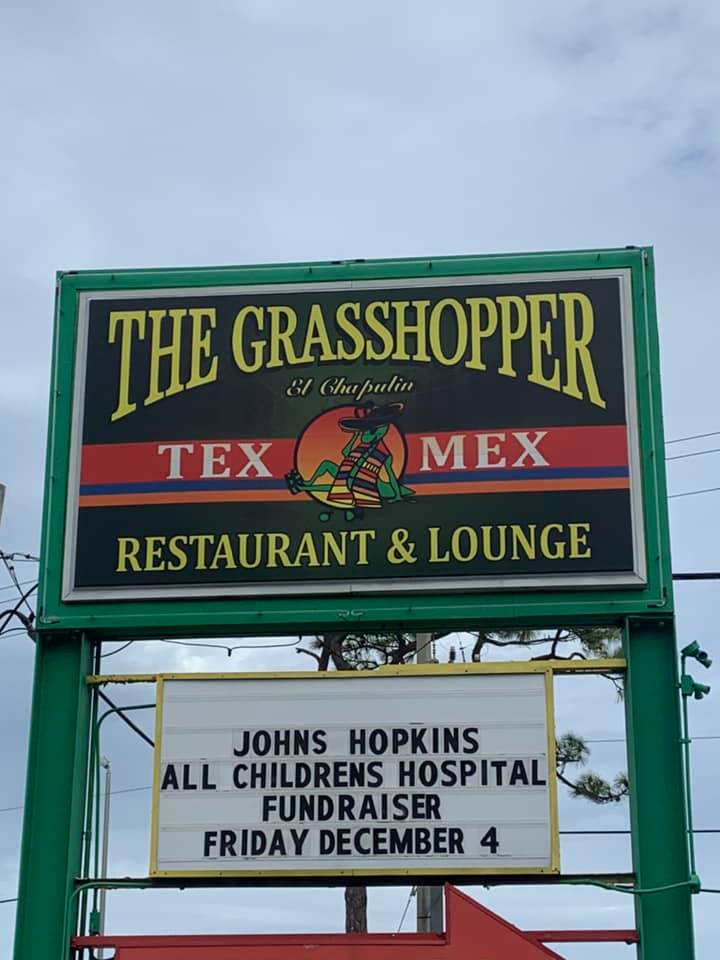 THE GRASSHOPPER
El Chapulin
TEX MEX
RESTAURANT & LOUNGE
JOHNS HOPKINS
ALL CHILDRENS HOSPITAL
FUNDRAISER
FRIDAY DECEMBER 4